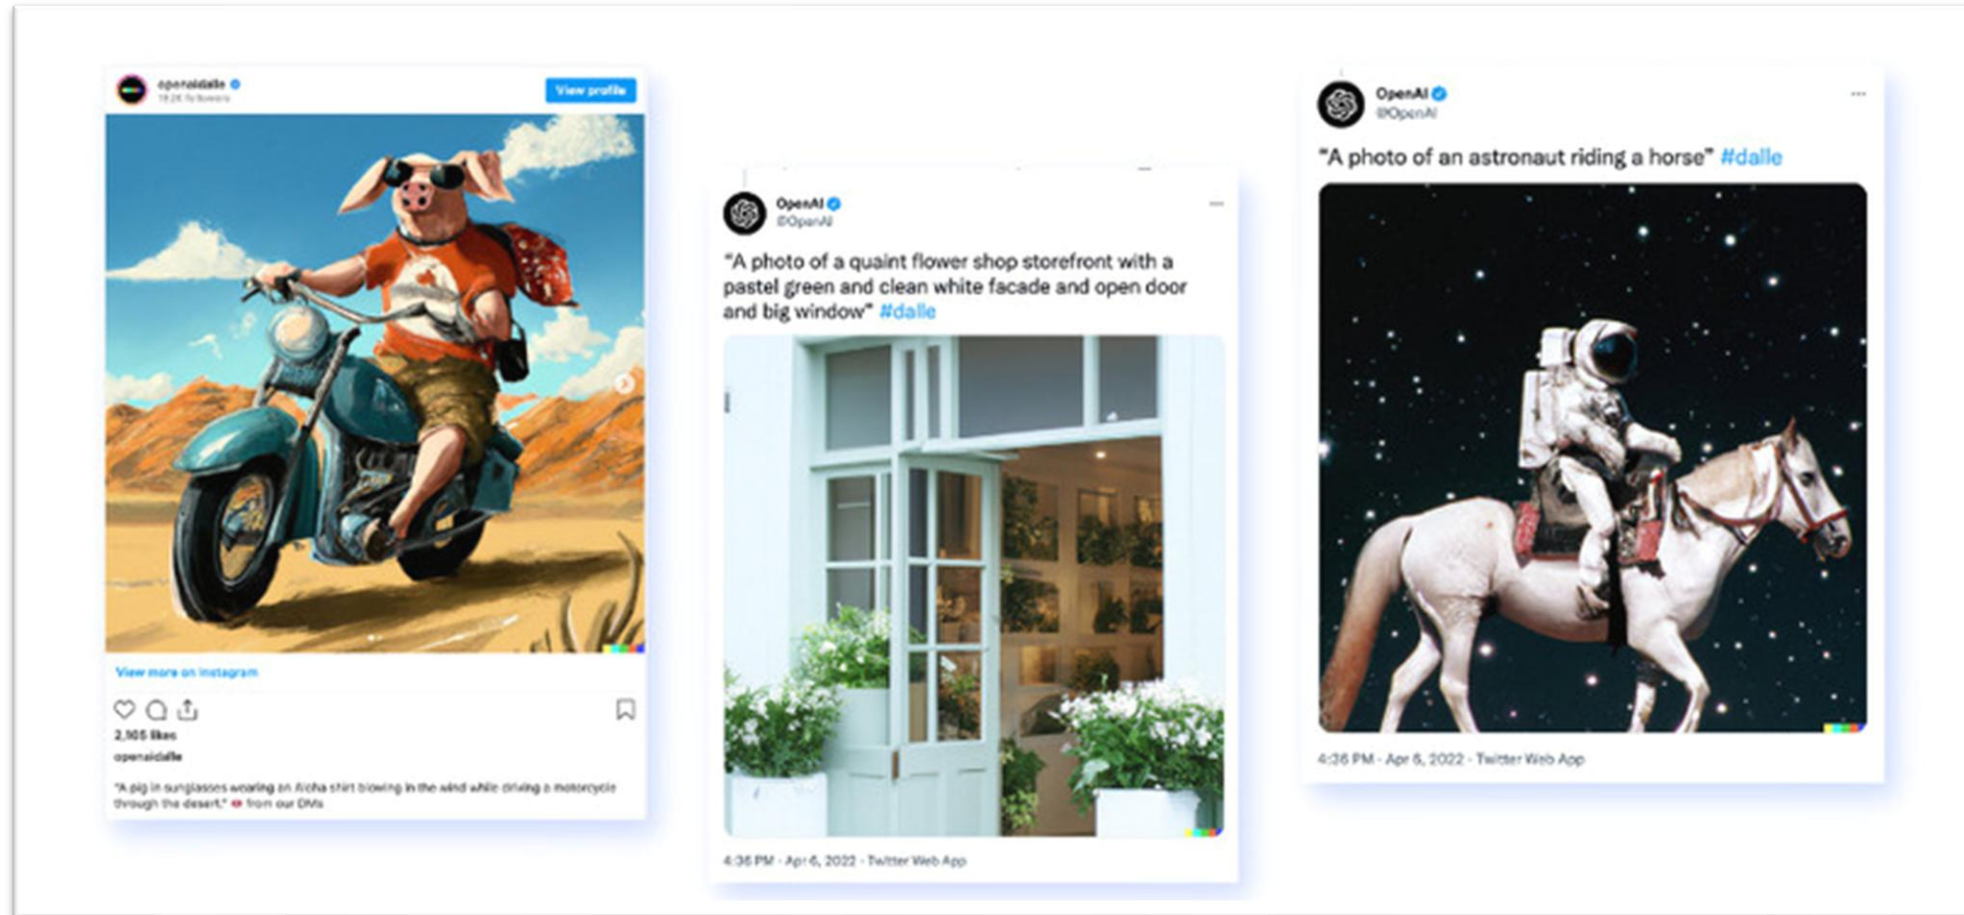 openaidalle
View profile
View more on Instagram
2,105 likes
openaidalle
"A pig in sunglasses wearing an Aloha shirt blowing in the wind while driving a motorcycle
through the desert." from our DMs
OpenAI
@OpenAI
"A photo of a quaint flower shop storefront with a
pastel green and clean white facade and open door
and big window" #dalle
4:36 PM · Apr 6, 2022 · Twitter Web App
OpenAI
@OpenAI
"A photo of an astronaut riding a horse" #dalle
4:36 PM · Apr 6, 2022 · Twitter Web App